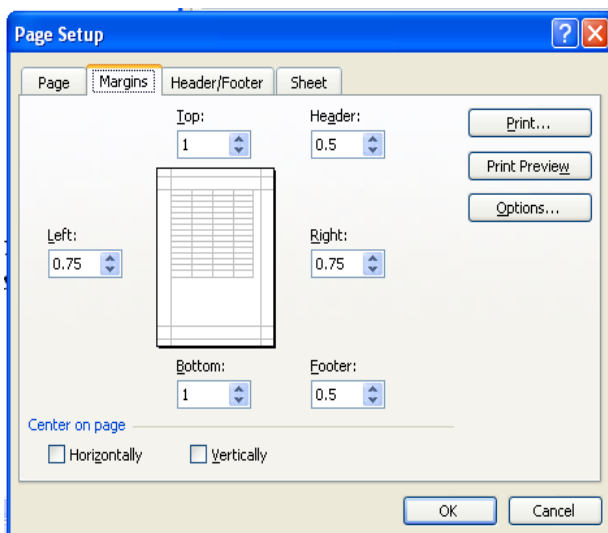 Page Setup
Page Margins Header/Footer Sheet
Top: Header:
1 0.5
Print...
Print Preview
Options...
Left: Right:
0.75 0.75
Bottom: Footer:
1 0.5
Center on page
Horizontally Vertically
OK Cancel